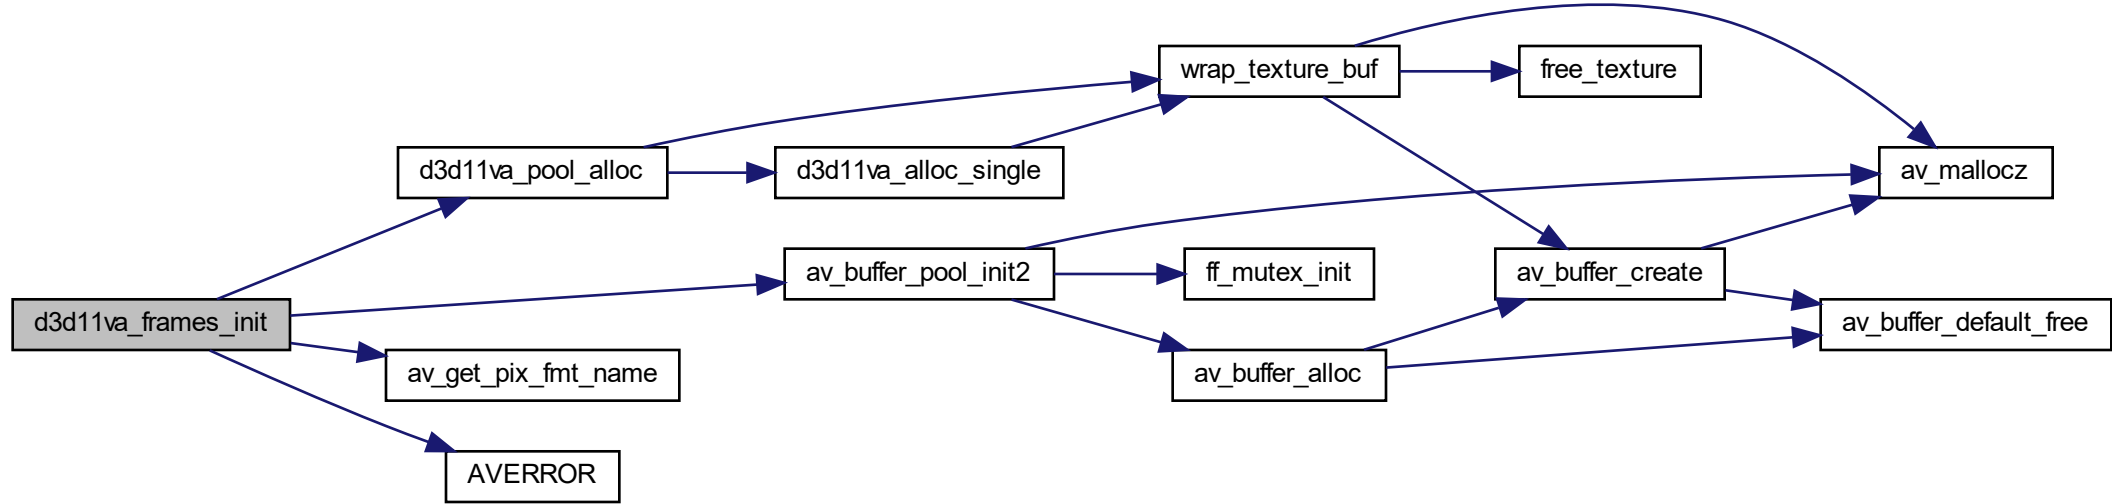 wrap_texture_buf
free_texture
d3d11va_pool_alloc
d3d11va_alloc_single
av_mallocz
av_buffer_pool_init2
ff_mutex_init
av_buffer_create
d3d11va_frames_init
av_buffer_default_free
av_get_pix_fmt_name
av_buffer_alloc
AVERROR